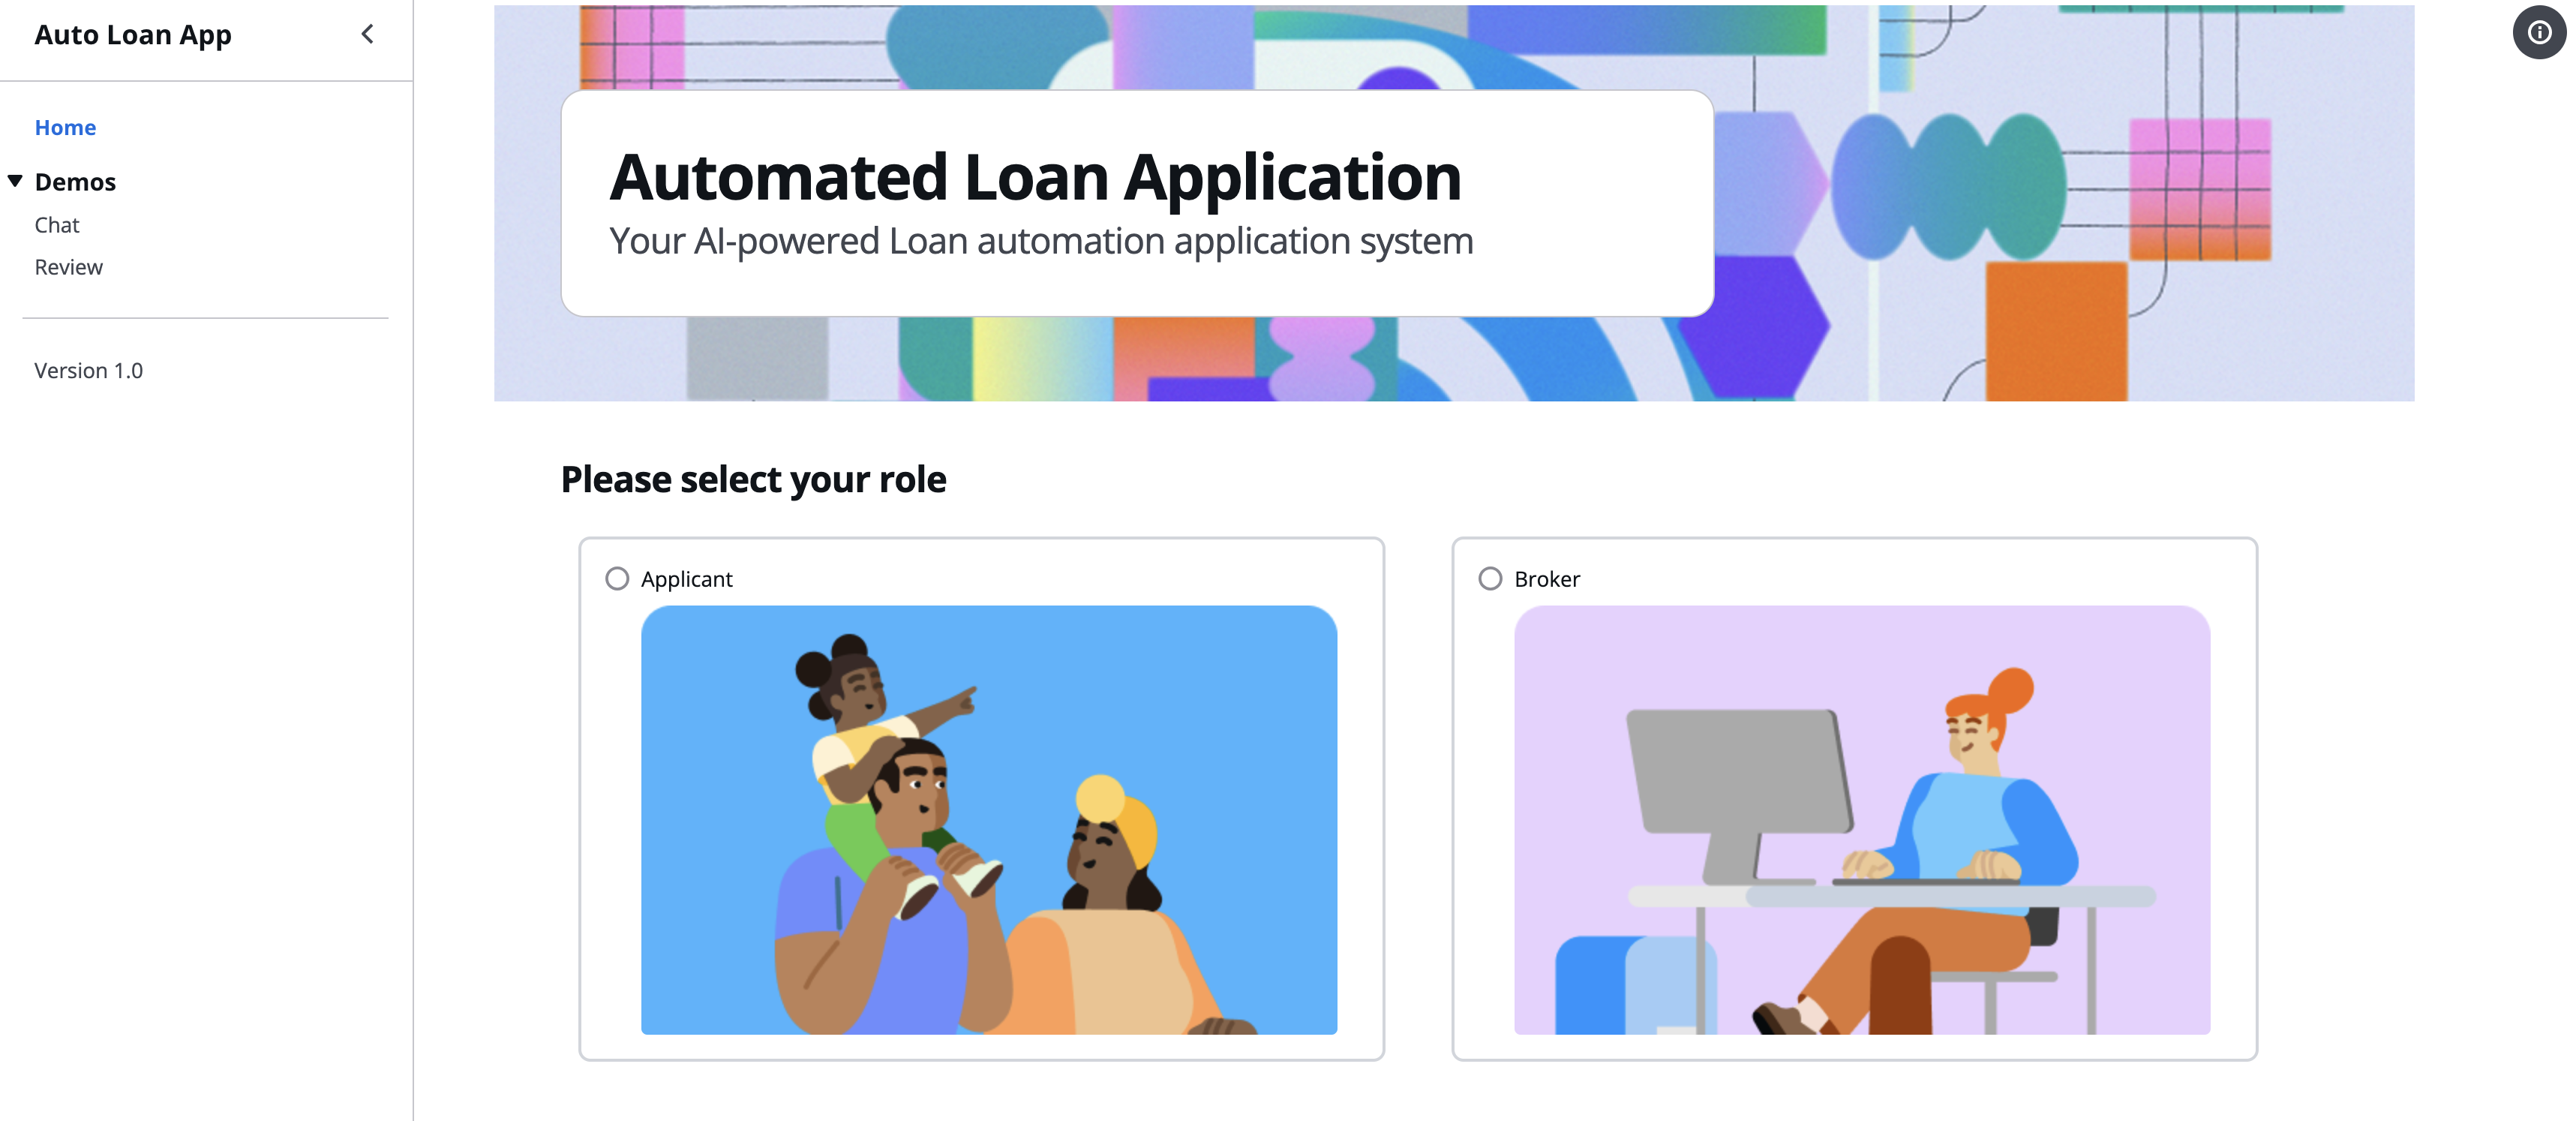 Auto Loan App
Home
Demos
Chat
Review
Version 1.0
Automated Loan Application
Your AI-powered Loan automation application system
Please select your role
Applicant
Broker